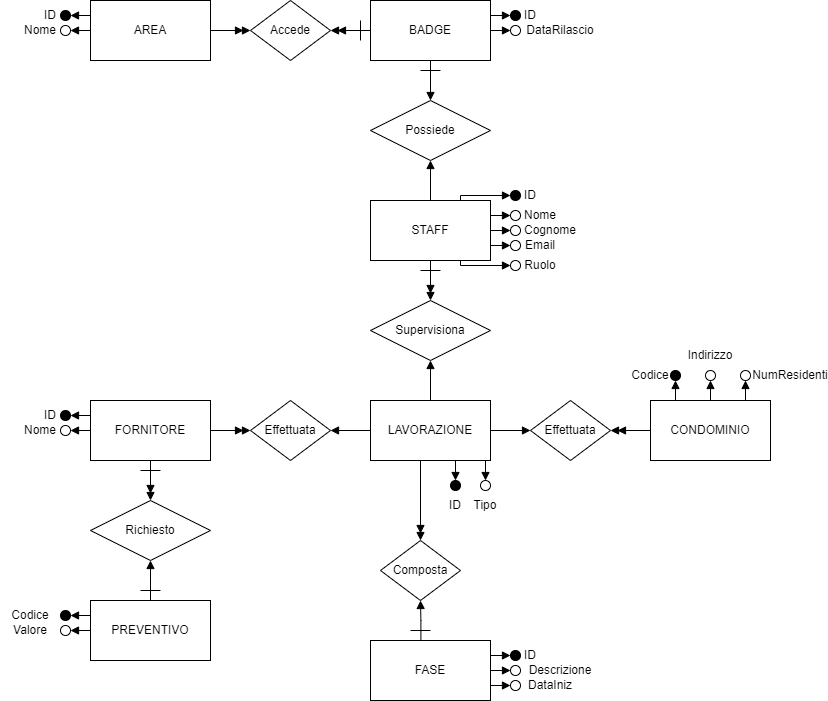 ID
Nome
AREA
Accede
BADGE
ID
DataRilascio
Possiede
STAFF
ID
Nome
Cognome
Email
Ruolo
Supervisiona
Indirizzo
Codice
NumResidenti
ID
Nome
FORNITORE
Effettuata
LAVORAZIONE
Effettuata
CONDOMINIO
ID
Tipo
Richiesto
Composta
Codice
Valore
PREVENTIVO
FASE
ID
Descrizione
DataIniz